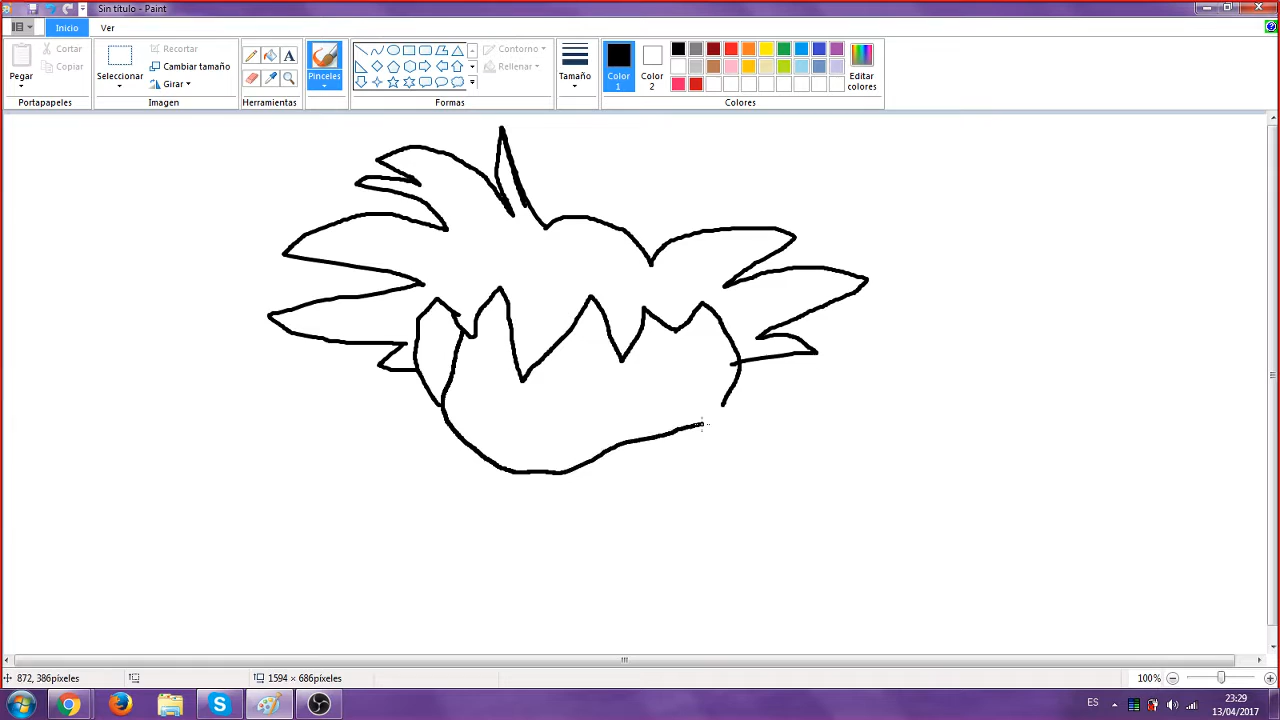 Sin título - Paint
Inicio Ver
Pegar
Cortar
Copiar
Portapapeles
Seleccionar
Recortar
Cambiar tamaño
Girar
Imagen
A
Herramientas
Pinceles
Contorno
Rellenar
Formas
Tamaño
Color 1
Color 2
Editar colores
Colores
872, 386píxeles
1594 × 686píxeles
100%
ES
23:29
13/04/2017